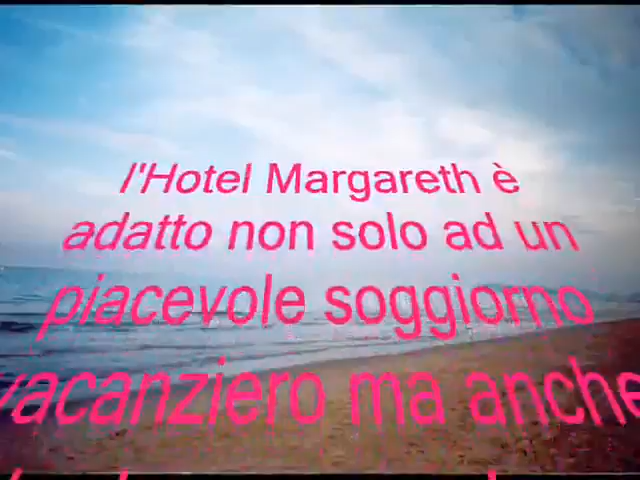 l'Hotel Margareth è
adatto non solo ad un
piacevole soggiorno
vacanziero ma anche